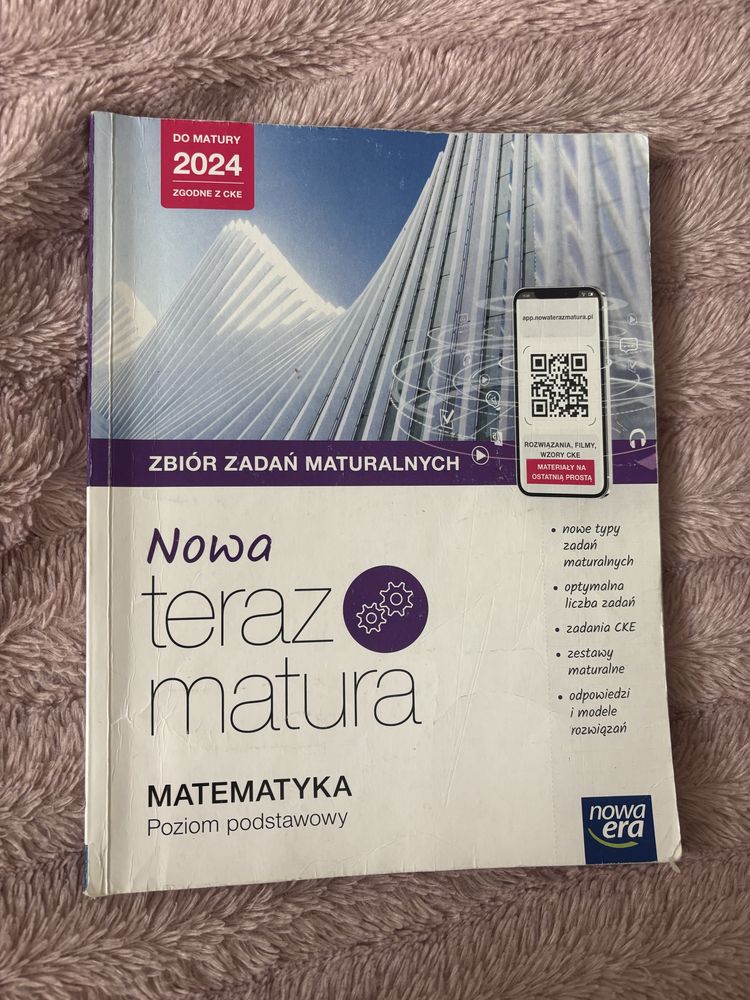 DO MATURY
2024
ZGODNE Z CKE
app.nowaterazmatura.pl
ROZWIĄZANIA, FILMY,
WZORY CKE
MATERIAŁY NA
OSTATNIĄ PROSTĄ
ZBIÓR ZADAŃ MATURALNYCH
Nowa
teraz
matura
• nowe typy
zadań
maturalnych
• optymalna
liczba zadań
• zadania CKE
• zestawy
maturalne
• odpowiedzi
i modele
rozwiązań
MATEMATYKA
Poziom podstawowy
nowa
era